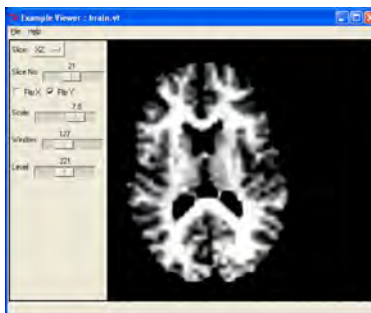 Example Viewer : brain.vt
File Help
Slice: XZ
21
Slice No
Flip X Flip Y
7.0
Scale
127
Window
221
Level